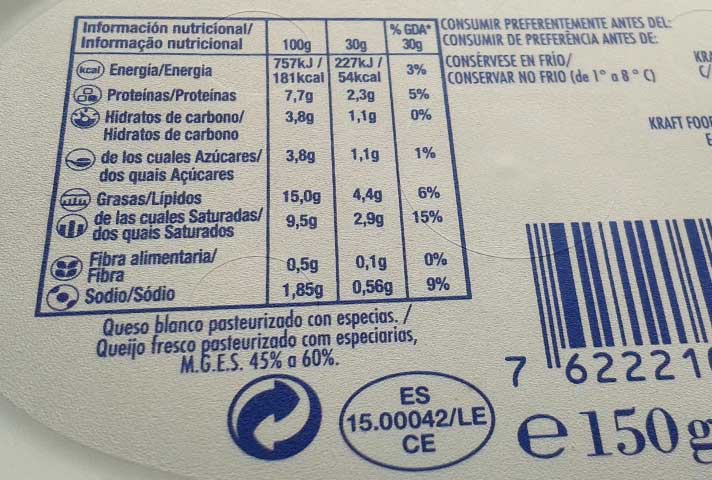 Información nutricional/
Informação nutricional 100g 30g % GDA* 30g
kcal Energía/Energia 757kJ / 181kcal 227kJ / 54kcal 3%
Proteínas/Proteínas 7,7g 2,3g 5%
Hidratos de carbono/
Hidratos de carbono 3,8g 1,1g 0%
de los cuales Azúcares/
dos quais Açúcares 3,8g 1,1g 1%
Grasas/Lípidos 15,0g 4,4g 6%
de las cuales Saturadas/
dos quais Saturados 9,5g 2,9g 15%
Fibra alimentaria/
Fibra 0,5g 0,1g 0%
Sodio/Sódio 1,85g 0,56g 9%
Queso blanco pasteurizado con especias. /
Queijo fresco pasteurizado com especiarias,
M.G.E.S. 45% a 60%.
CONSUMIR PREFERENTEMENTE ANTES DEL:
CONSUMIR DE PREFERÊNCIA ANTES DE:
CONSÉRVESE EN FRÍO/
CONSERVAR NO FRIO (de 1° a 8° C)
C/
KRAFT FOO
E
7 62221
ES
15.00042/LE
CE
e 150g